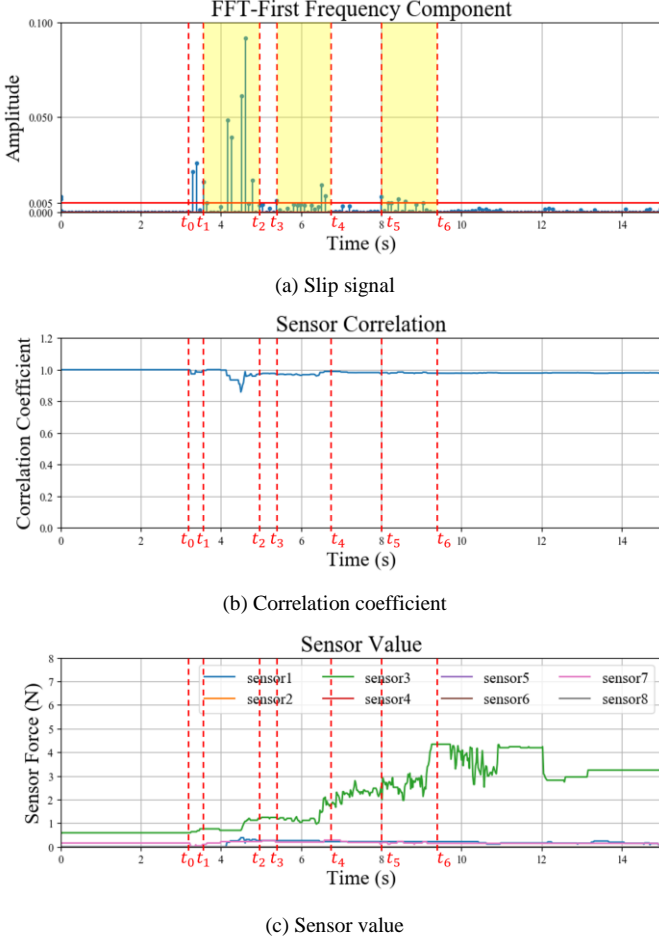 FFT-First Frequency Component
Amplitude
0.100
0.050
0.005
0.000
0 2 4 6 8 10 12 14
t0 t1 t2 t3 t4 t5 t6
Time (s)
(a) Slip signal
Sensor Correlation
Correlation Coefficient
1.2
1.0
0.8
0.6
0.4
0.2
0.0
0 2 4 6 8 10 12 14
t0 t1 t2 t3 t4 t5 t6
Time (s)
(b) Correlation coefficient
Sensor Value
Sensor Force (N)
8
7
6
5
4
3
2
1
0
sensor1 sensor3 sensor5 sensor7
sensor2 sensor4 sensor6 sensor8
0 2 4 6 8 10 12 14
t0 t1 t2 t3 t4 t5 t6
Time (s)
(c) Sensor value